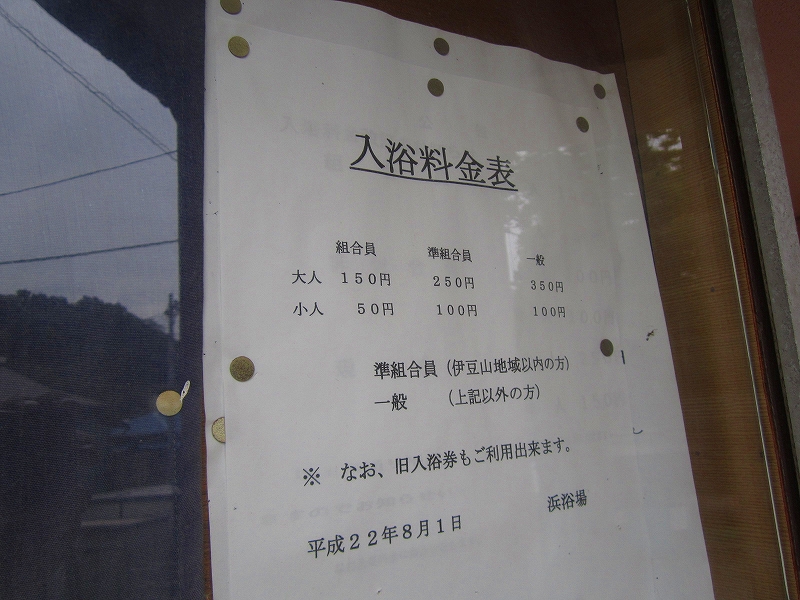 入浴料金表
組合員 準組合員 一般
大人 １５０円 ２５０円 ３５０円
小人 ５０円 １００円 １００円
準組合員（伊豆山地域以内の方）
一般 （上記以外の方）
※ なお、旧入浴券もご利用出来ます。
平成２２年８月１日 浜浴場